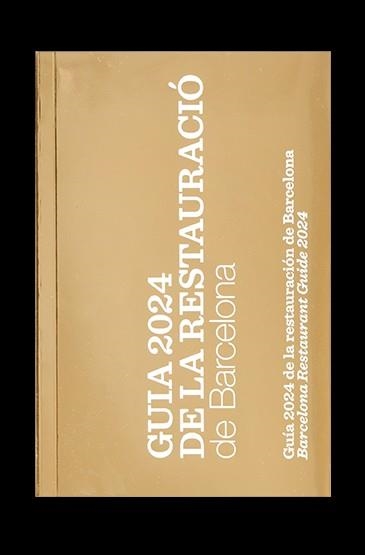 GUIA 2024
DE LA RESTAURACIÓ
de Barcelona
Guía 2024 de la restauración de Barcelona
Barcelona Restaurant Guide 2024